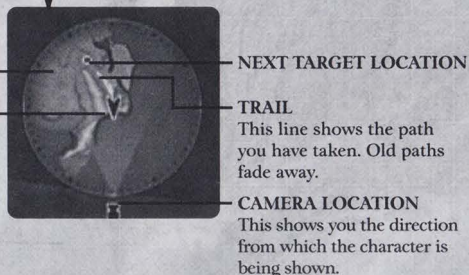 NEXT TARGET LOCATION
TRAIL
This line shows the path
you have taken. Old paths
fade away.
CAMERA LOCATION
This shows you the direction
from which the character is
being shown.